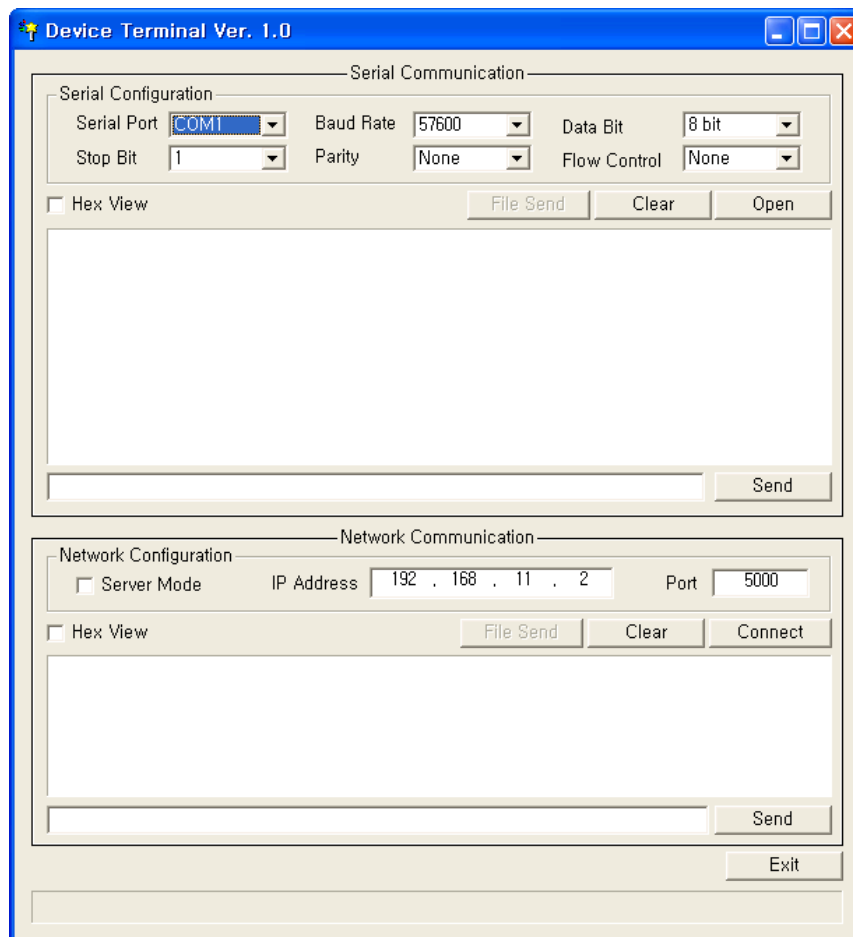 Device Terminal Ver. 1.0
Serial Communication
Serial Configuration
Serial Port COM1 Baud Rate 57600 Data Bit 8 bit
Stop Bit 1 Parity None Flow Control None
Hex View File Send Clear Open
Send
Network Communication
Network Configuration
Server Mode IP Address 192 . 168 . 11 . 2 Port 5000
Hex View File Send Clear Connect
Send
Exit